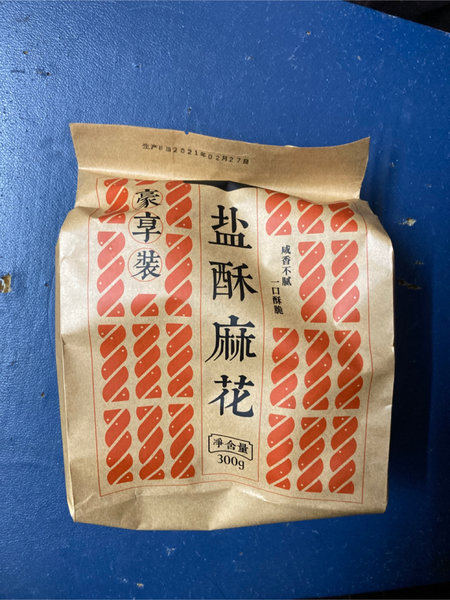 生产日期2021年02月27日
豪享装
盐酥麻花
咸香不腻
一口酥脆
净含量
300g